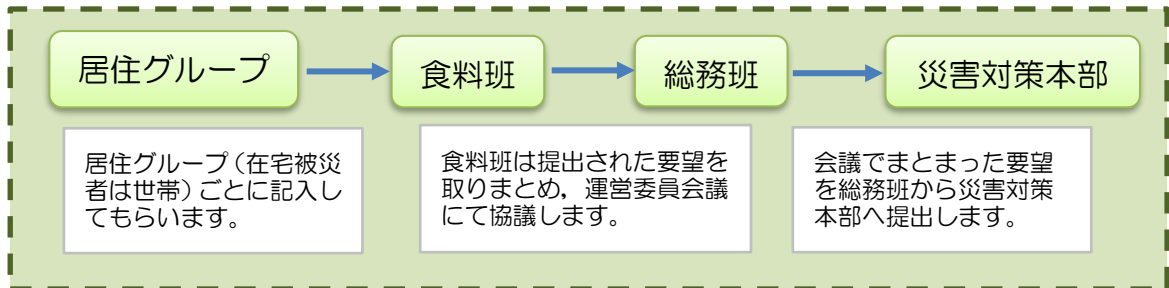 居住グループ
食料班
総務班
災害対策本部
居住グループ（在宅被災
者は世帯）ごとに記入し
てもらいます。
食料班は提出された要望を
取りまとめ，運営委員会議
にて協議します。
会議でまとまった要望
を総務班から災害対策
本部へ提出します。